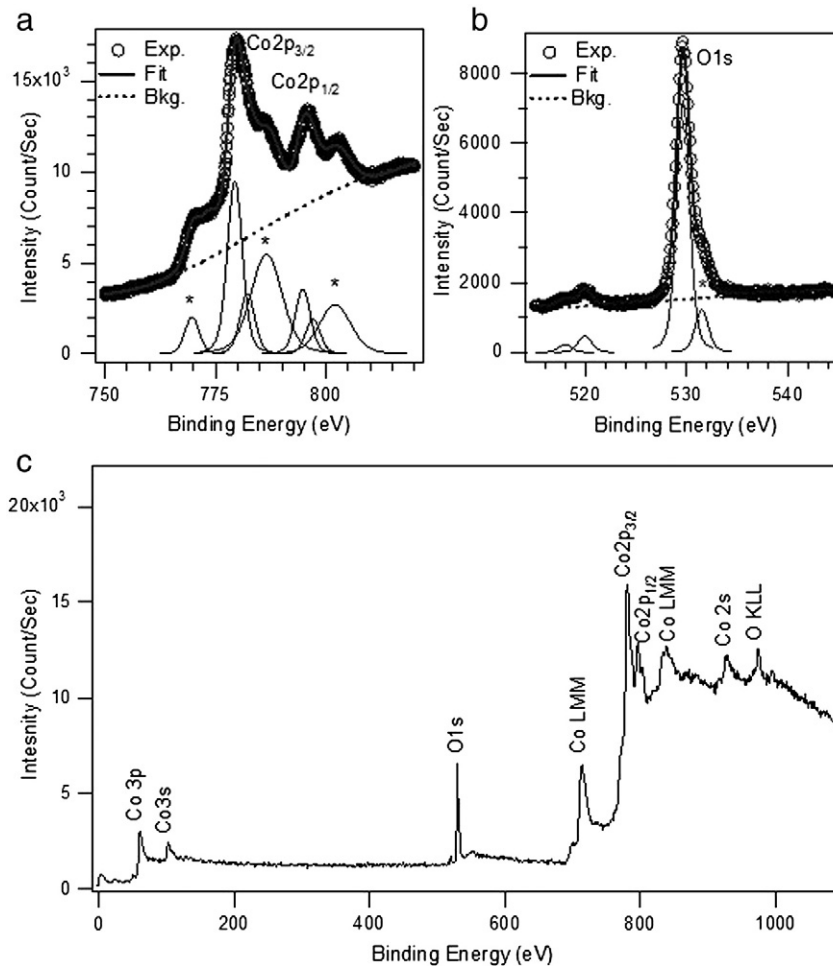 a
Exp.
Fit
Bkg.
Co2p3/2
Co2p1/2
*
*
*
Intensity (Count/Sec)
15x10³
10
5
0
750
775
800
Binding Energy (eV)
b
Exp.
Fit
Bkg.
O1s
*
Intensity (Count/Sec)
8000
6000
4000
2000
0
520
530
540
Binding Energy (eV)
c
Intesnity (Count/Sec)
20x10³
15
10
5
0
Co 3p
Co3s
O1s
Co LMM
Co2p3/2
Co2p1/2
Co LMM
Co 2s
O KLL
0
200
400
600
800
1000
Binding Energy (eV)